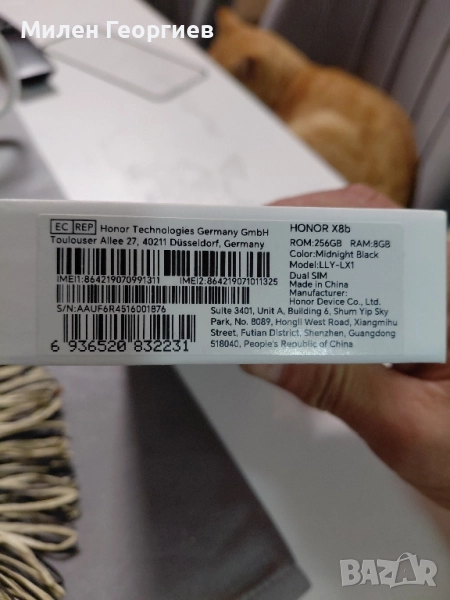 Милен Георгиев
EC REP Honor Technologies Germany GmbH
Toulouser Allee 27, 40211 Düsseldorf, Germany
IMEI1:864219070991311 IMEI2:864219071011325
S/N:AAUF6R4516001876
6 936520 832231
HONOR X8b
ROM:256GB RAM:8GB
Color:Midnight Black
Model:LLY-LX1
Dual SIM
Made in China
Manufacturer:
Honor Device Co., Ltd.
Suite 3401, Unit A, Building 6, Shum Yip Sky
Park, No. 8089, Hongli West Road, Xiangmihu
Street, Futian District, Shenzhen, Guangdong
518040, People's Republic of China
BAZAR
bg